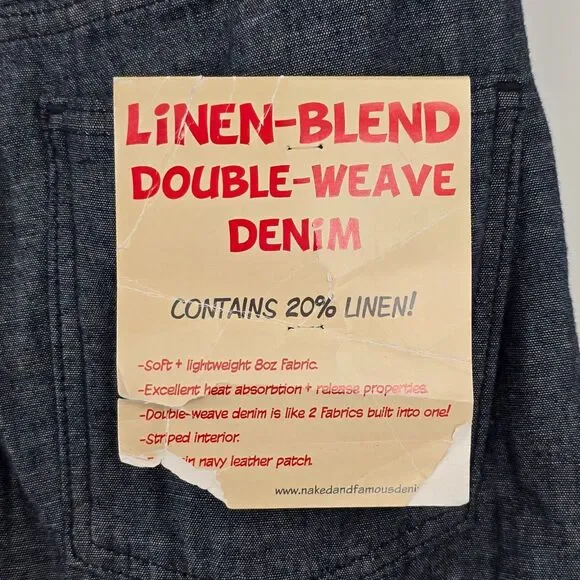 LiNEN-BLEND
DOUBLE-WEAVE
DENiM
CONTAINS 20% LINEN!
-Soft + lightweight 8oz Fabric.
-Excellent heat absorbtion + release properties.
-Double-weave denim is like 2 Fabrics built into one!
-Striped interior.
in navy leather patch.
www.nakedandfamousdeni